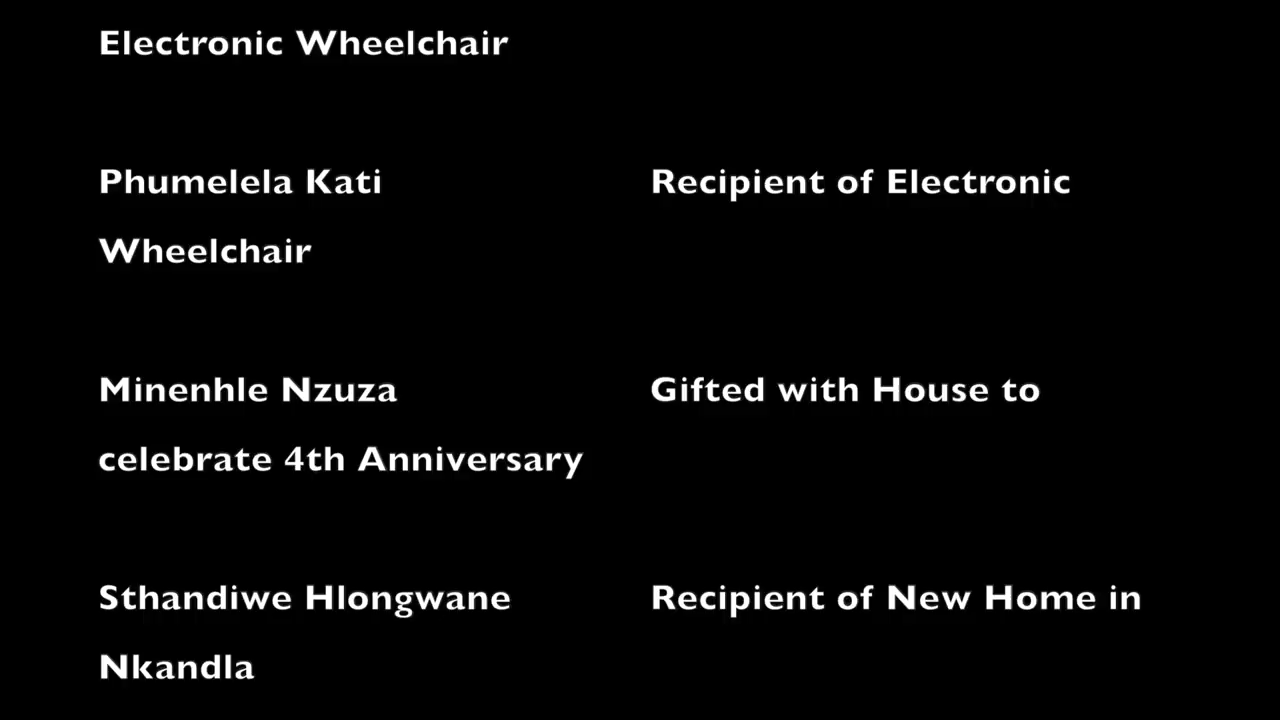 Electronic Wheelchair
Phumelela Kati Recipient of Electronic
Wheelchair
Minenhle Nzuza Gifted with House to
celebrate 4th Anniversary
Sthandiwe Hlongwane Recipient of New Home in
Nkandla